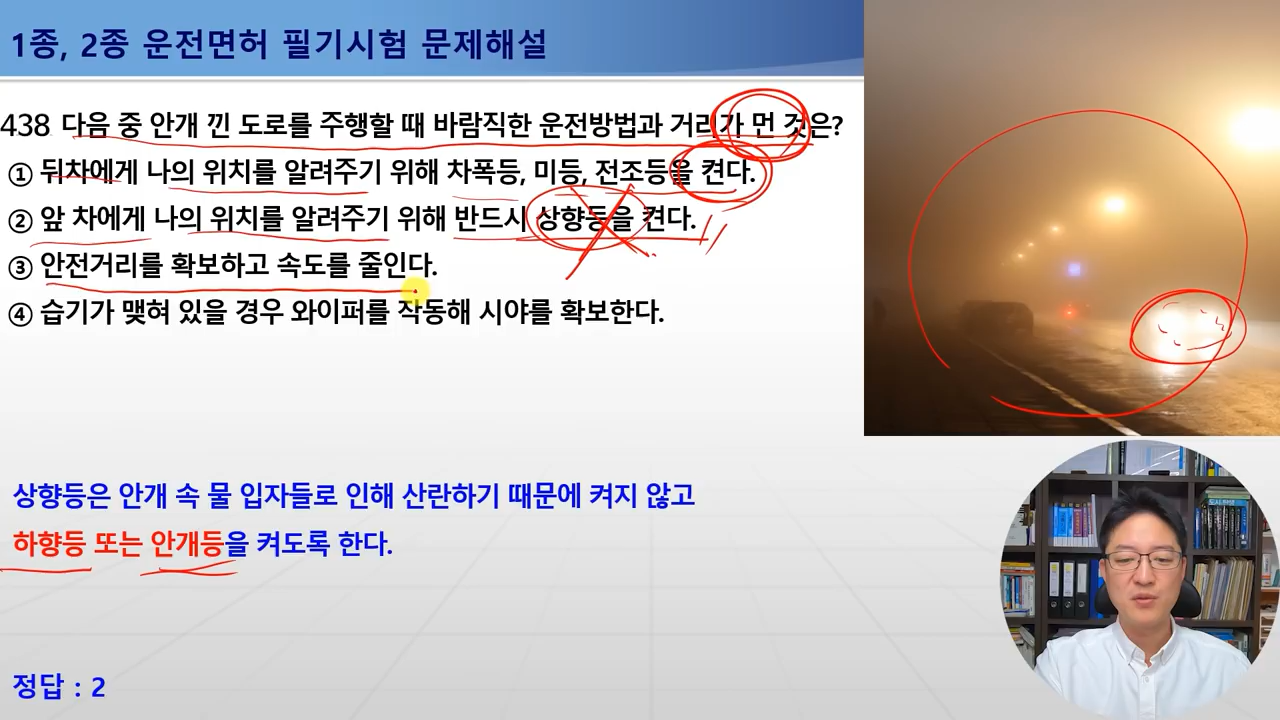 1종, 2종 운전면허 필기시험 문제해설
438 다음 중 안개 낀 도로를 주행할 때 바람직한 운전방법과 거리가 먼 것은?
① 뒤차에게 나의 위치를 알려주기 위해 차폭등, 미등, 전조등을 켠다.
② 앞 차에게 나의 위치를 알려주기 위해 반드시 상향등을 켠다.
③ 안전거리를 확보하고 속도를 줄인다.
④ 습기가 맺혀 있을 경우 와이퍼를 작동해 시야를 확보한다.
상향등은 안개 속 물 입자들로 인해 산란하기 때문에 켜지 않고
하향등 또는 안개등을 켜도록 한다.
정답 : 2